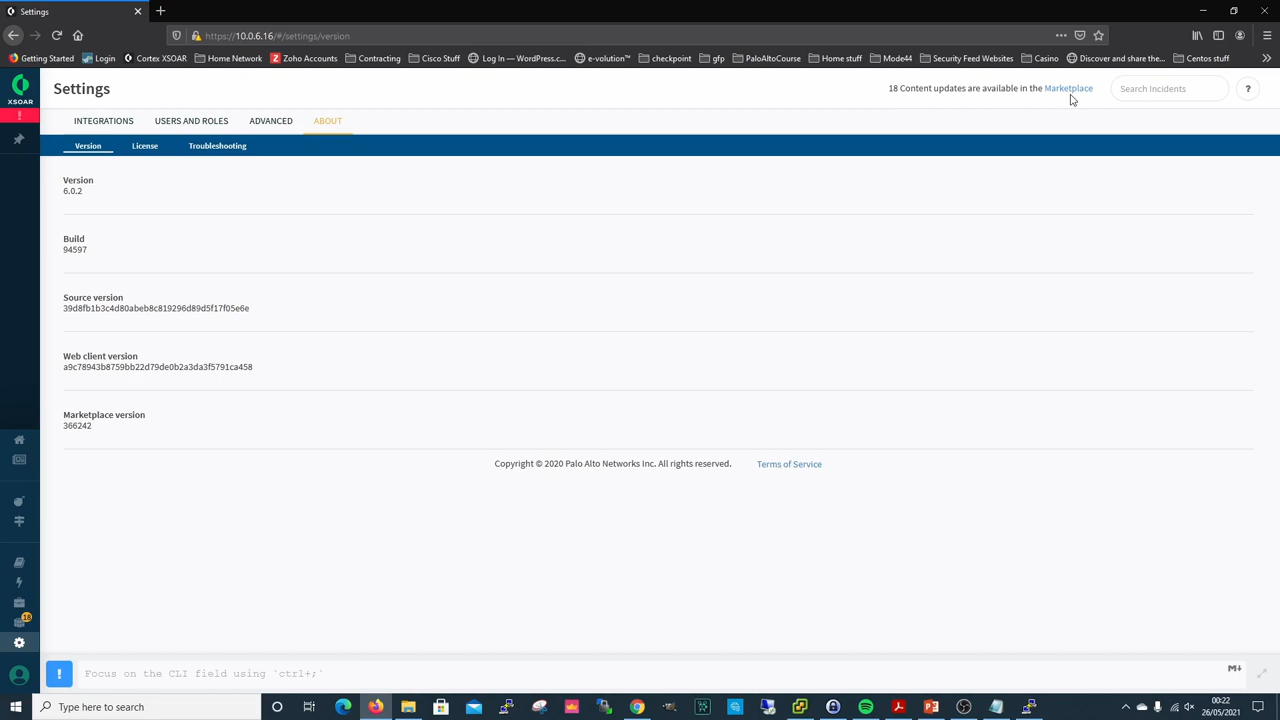 Settings
https://10.0.6.16/#/settings/version
Getting Started Login Cortex XSOAR Home Network Zoho Accounts Contracting Cisco Stuff Log In — WordPress.c... e-volution™ checkpoint gfp PaloAltoCourse Home stuff Mode44 Security Feed Websites Casino Discover and share the... Centos stuff
XSOAR
Settings
18 Content updates are available in the Marketplace
Search Incidents
?
INTEGRATIONS USERS AND ROLES ADVANCED ABOUT
Version License Troubleshooting
Version
6.0.2
Build
94597
Source version
39d8fb1b3c4d80abeb8c819296d89d5f17f05e6e
Web client version
a9c78943b8759bb22d79de0b2a3da3f5791ca458
Marketplace version
366242
Copyright © 2020 Palo Alto Networks Inc. All rights reserved. Terms of Service
18
! Focus on the CLI field using `ctrl+;`
M
Type here to search
00:22
26/05/2021